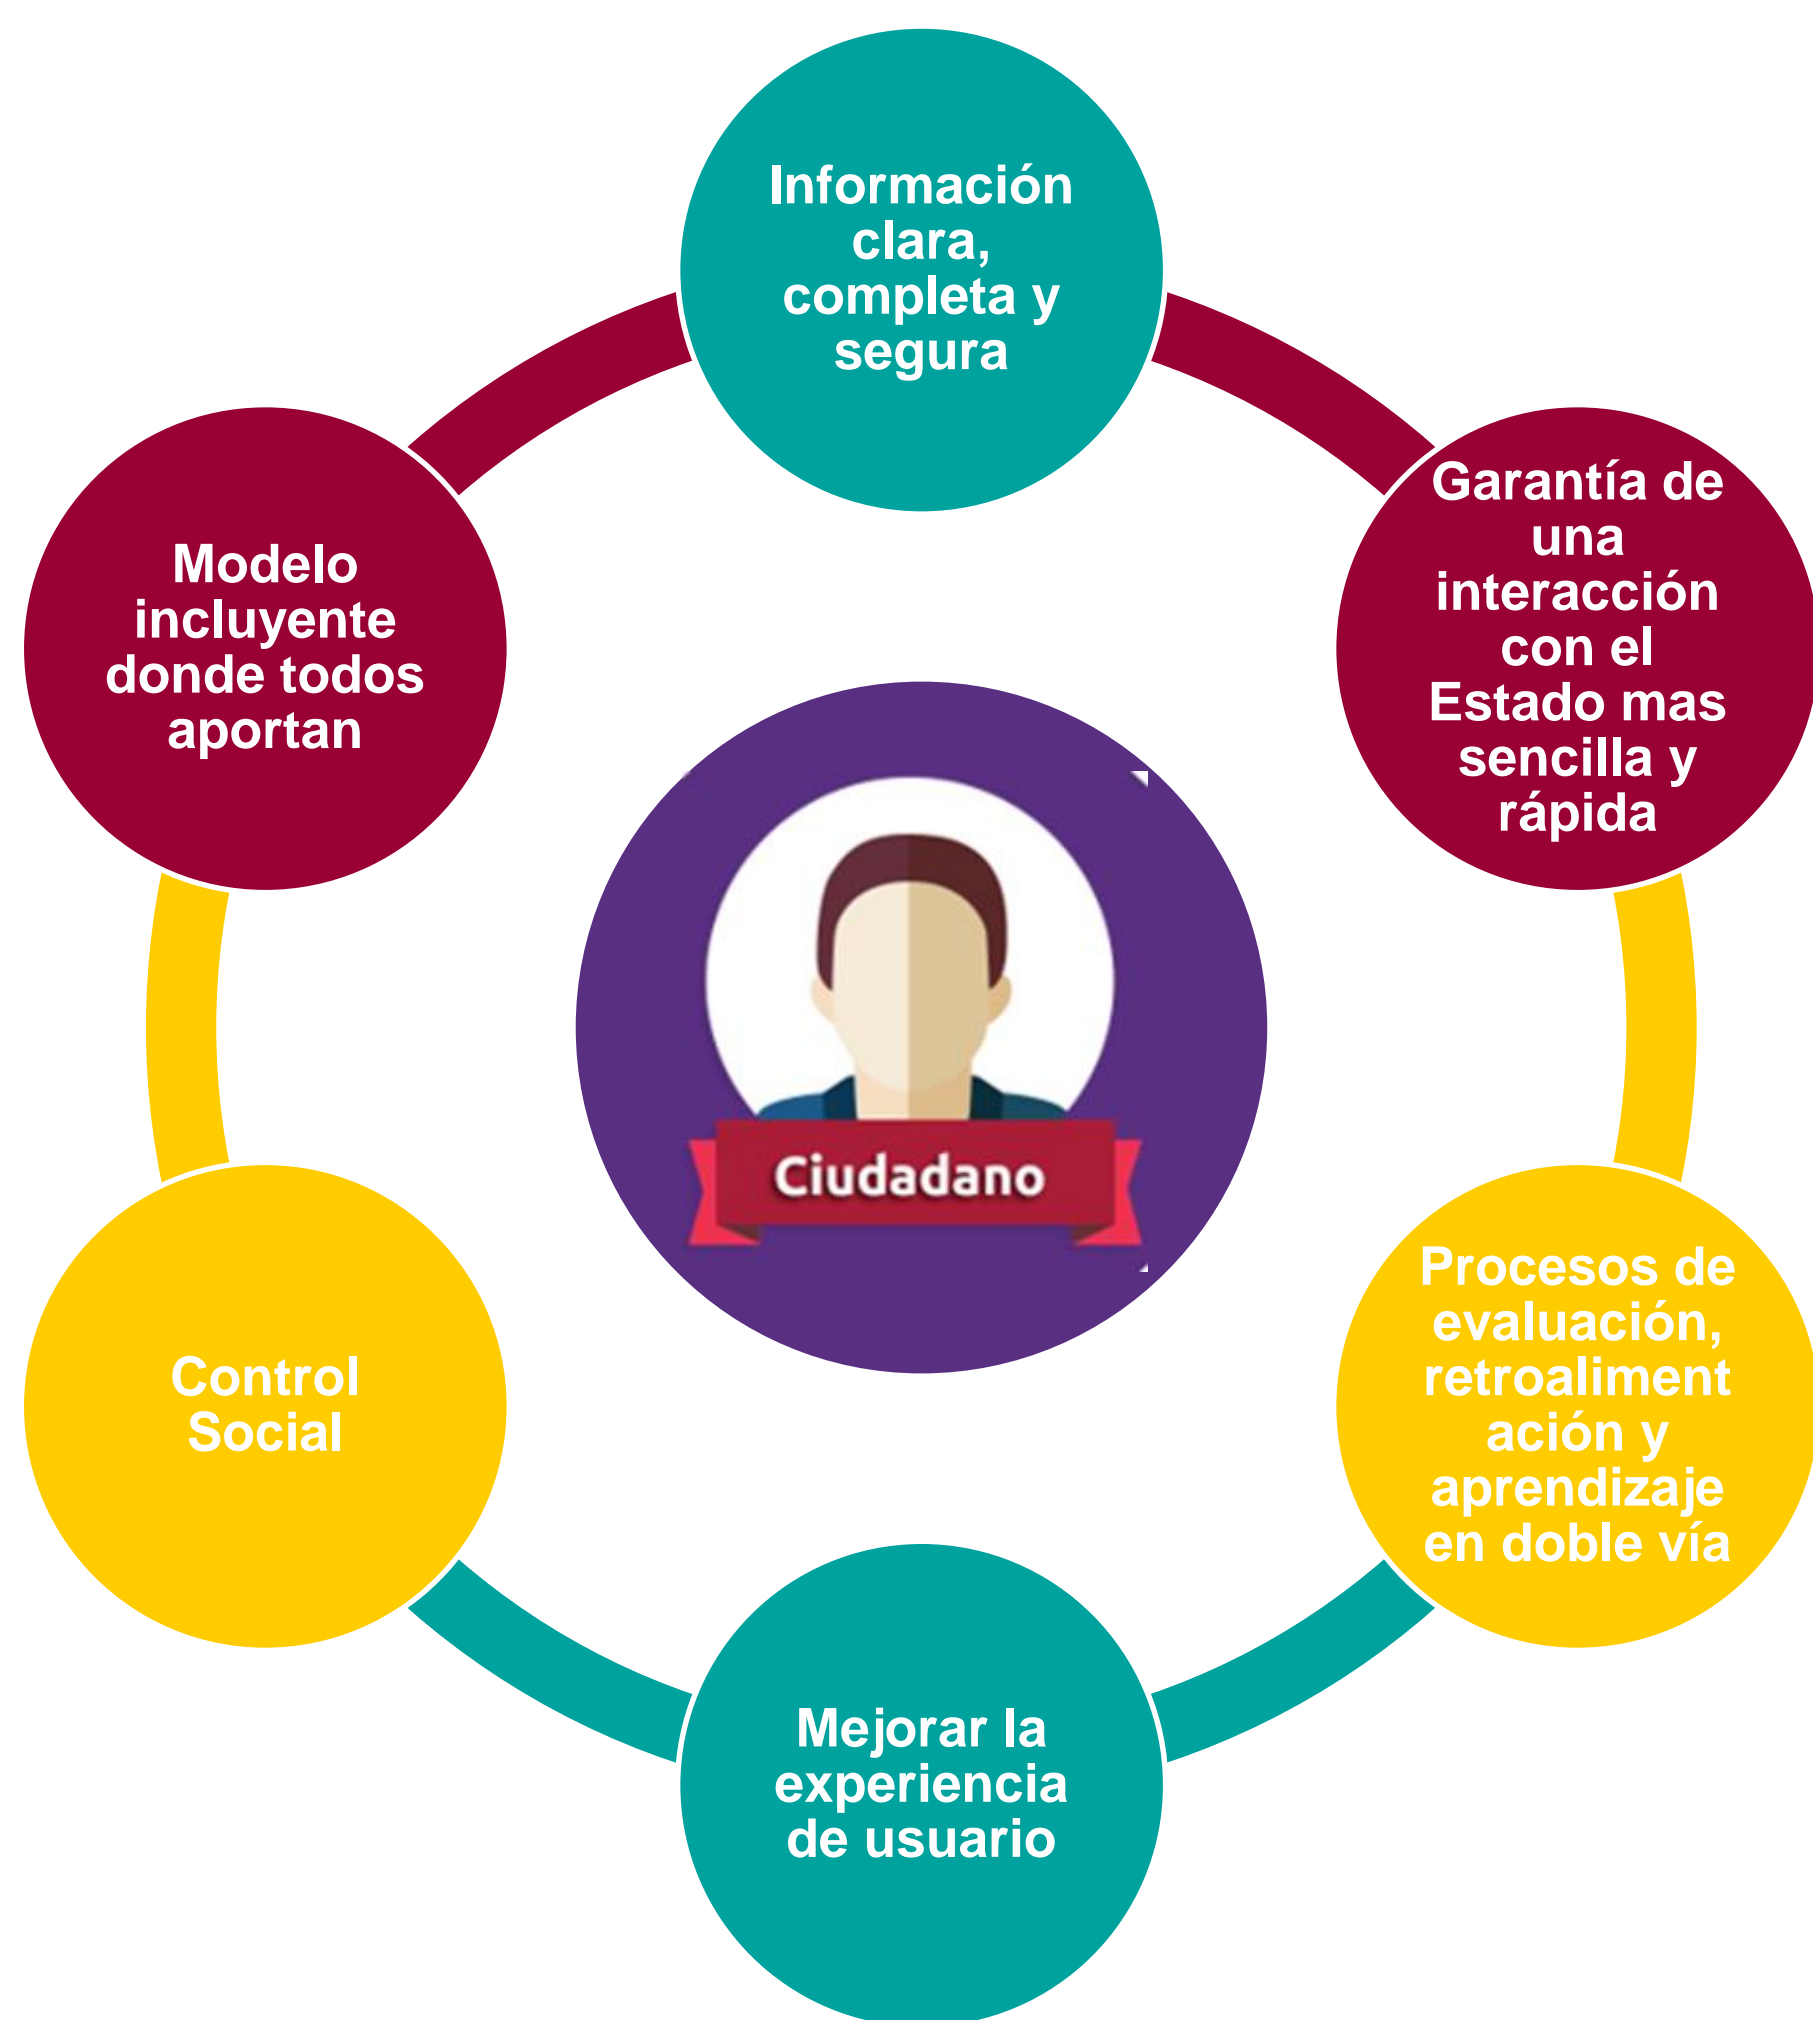 Información
clara,
completa y
segura
Garantía de
una
interacción
con el
Estado mas
sencilla y
rápida
Modelo
incluyente
donde todos
aportan
Ciudadano
Procesos de
evaluación,
retroaliment
ación y
aprendizaje
en doble vía
Control
Social
Mejorar la
experiencia
de usuario